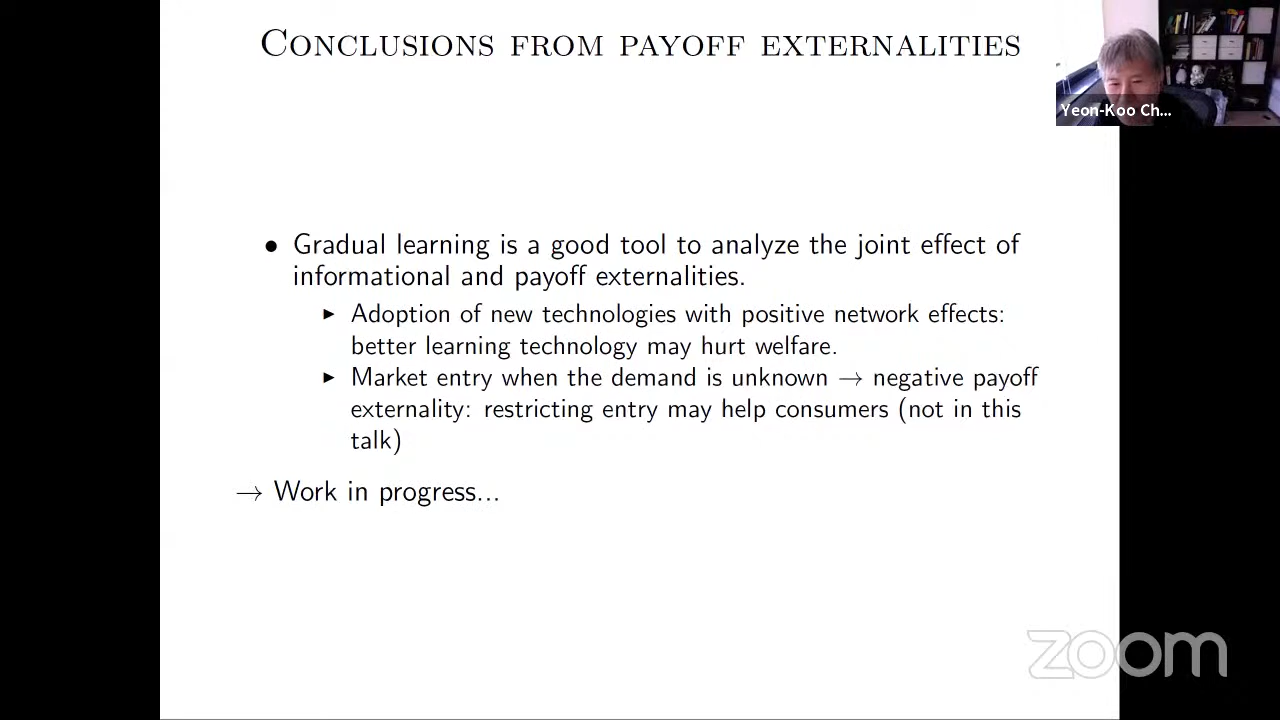 CONCLUSIONS FROM PAYOFF EXTERNALITIES
Yeon-Koo Ch...
• Gradual learning is a good tool to analyze the joint effect of
informational and payoff externalities.
▶ Adoption of new technologies with positive network effects:
better learning technology may hurt welfare.
▶ Market entry when the demand is unknown → negative payoff
externality: restricting entry may help consumers (not in this
talk)
→ Work in progress...
zoom